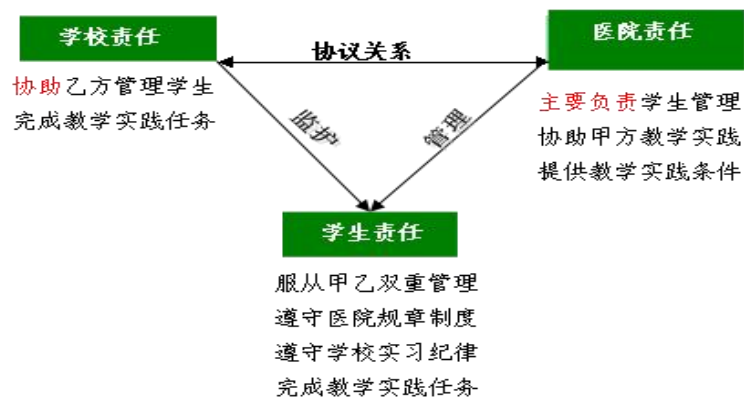 学校责任
医院责任
协议关系
协助乙方管理学生
完成教学实践任务
主要负责学生管理
协助甲方教学实践
提供教学实践条件
监护
管理
学生责任
服从甲乙双重管理
遵守医院规章制度
遵守学校实习纪律
完成教学实践任务